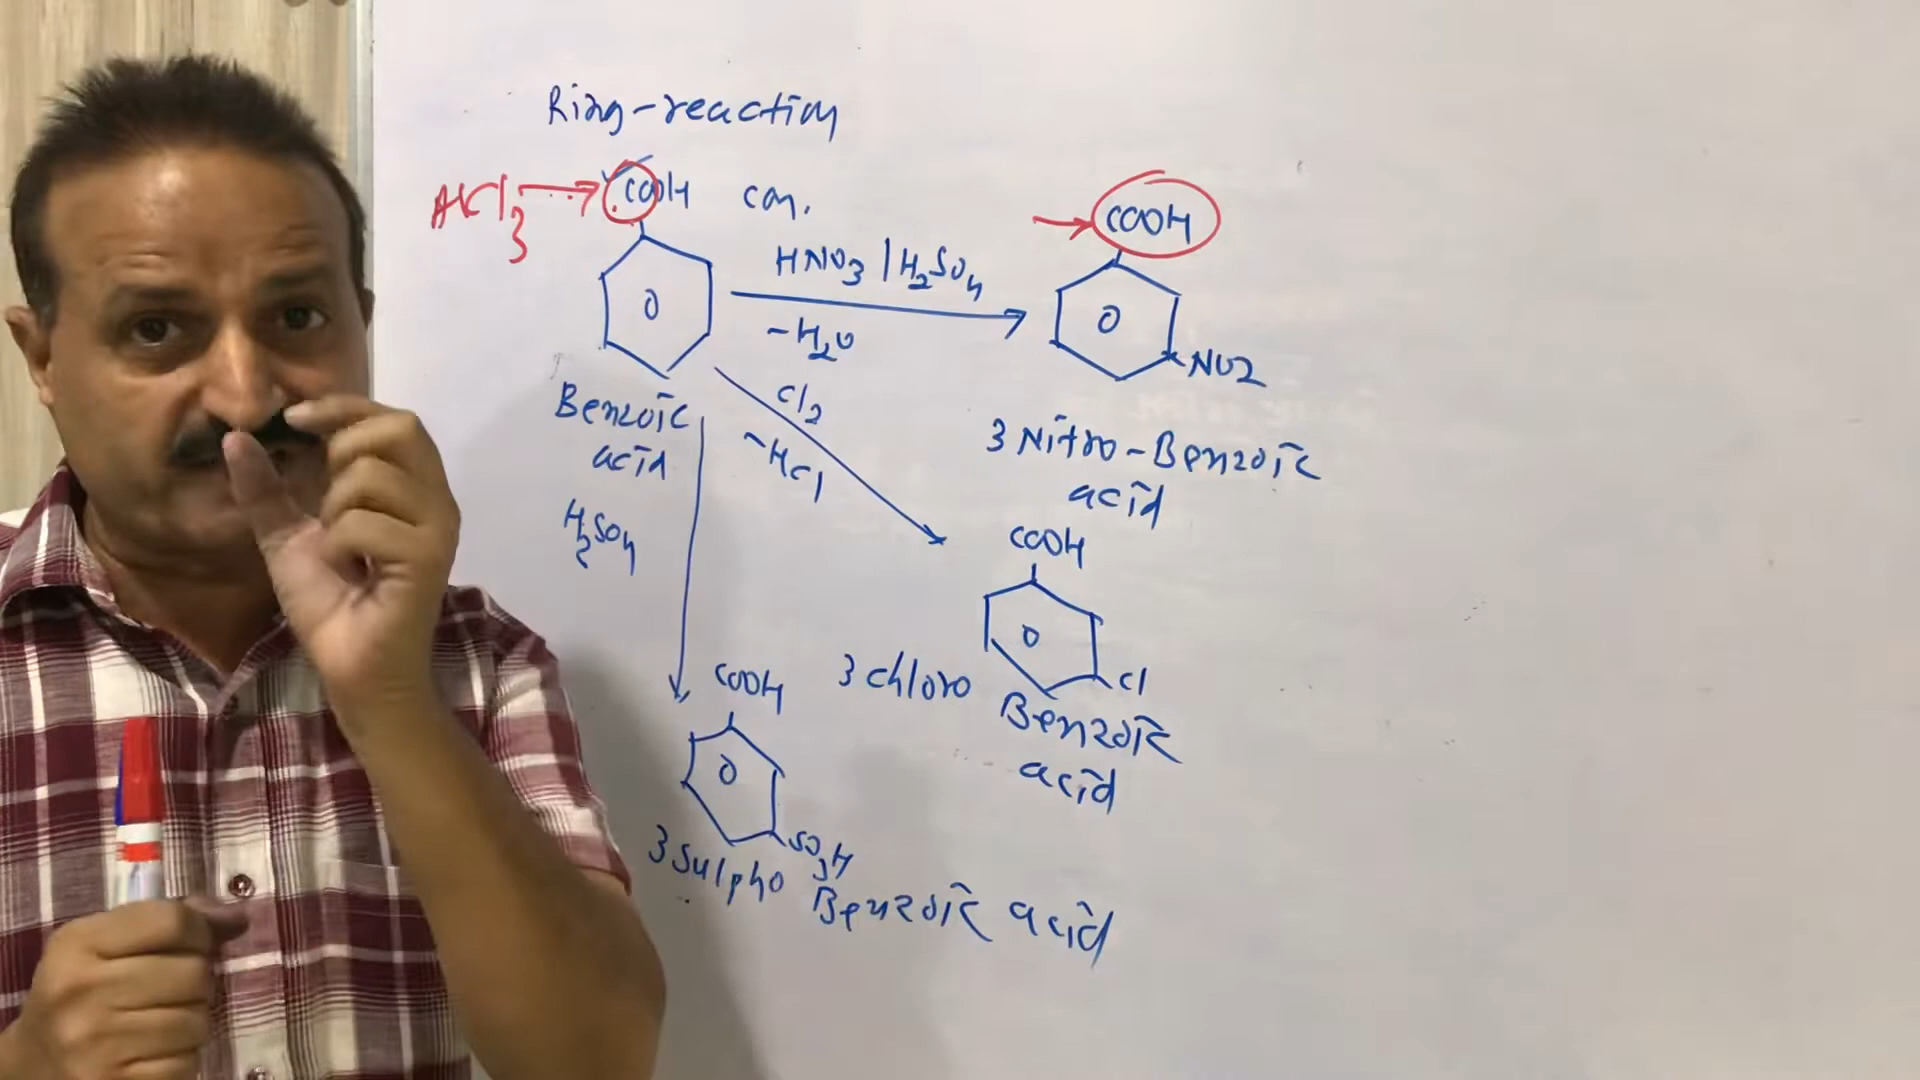 Ring-reaction
AlCl3
COOH
con.
HNO3 | H2SO4
-H2O
COOH
NO2
3 Nitro-Benzoic
acid
Benzoic
acid
Cl2
-HCl
H2SO4
COOH
Cl
3 chloro
Benzoic
acid
COOH
SO3H
3 Sulpho Benzoic acid